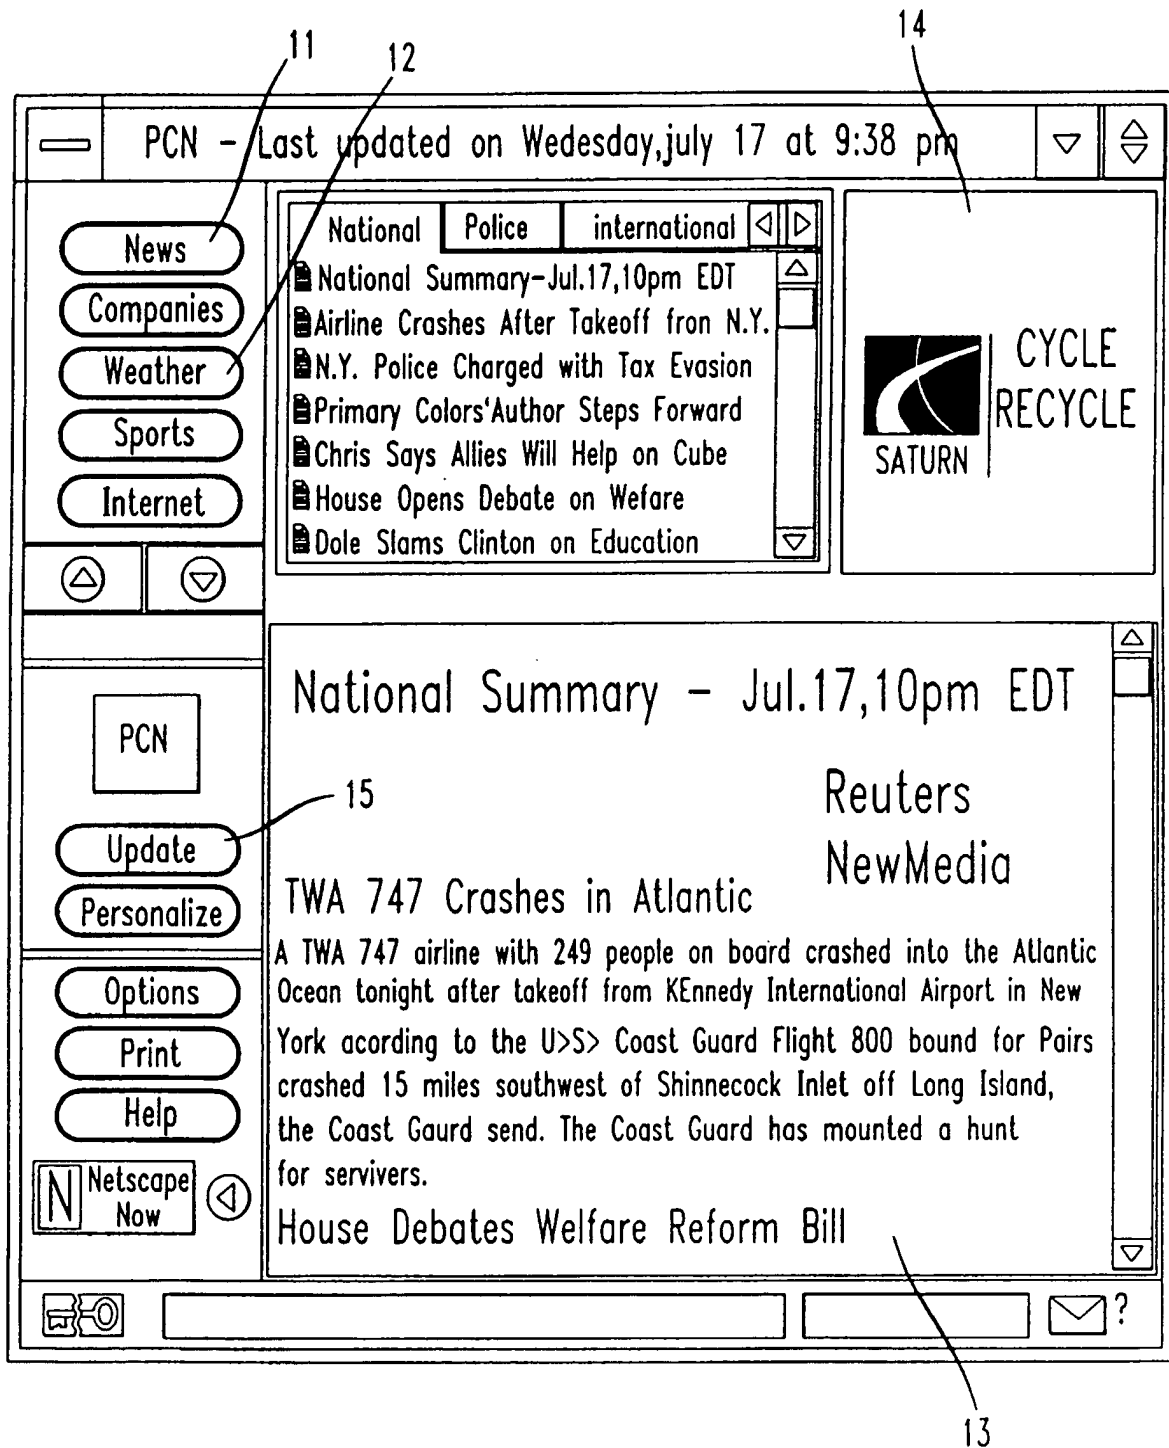 11
12
14
PCN - Last updated on Wedesday,july 17 at 9:38 pm
News
Companies
Weather
Sports
Internet
National Police international
National Summary-Jul.17,10pm EDT
Airline Crashes After Takeoff fron N.Y.
N.Y. Police Charged with Tax Evasion
Primary Colors'Author Steps Forward
Chris Says Allies Will Help on Cube
House Opens Debate on Wefare
Dole Slams Clinton on Education
SATURN
CYCLE
RECYCLE
PCN
15
Update
Personalize
Options
Print
Help
N Netscape
Now
National Summary - Jul.17,10pm EDT
Reuters
NewMedia
TWA 747 Crashes in Atlantic
A TWA 747 airline with 249 people on board crashed into the Atlantic
Ocean tonight after takeoff from KEnnedy International Airport in New
York acording to the U>S> Coast Guard Flight 800 bound for Pairs
crashed 15 miles southwest of Shinnecock Inlet off Long Island,
the Coast Gaurd send. The Coast Guard has mounted a hunt
for servivers.
House Debates Welfare Reform Bill
?
13